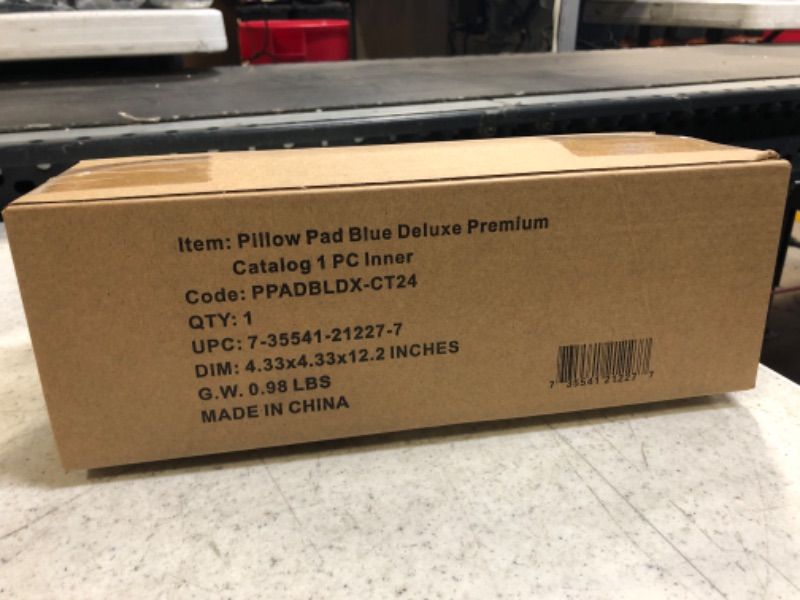 Item: Pillow Pad Blue Deluxe Premium
Catalog 1 PC Inner
Code: PPADBLDX-CT24
QTY: 1
UPC: 7-35541-21227-7
DIM: 4.33x4.33x12.2 INCHES
G.W. 0.98 LBS
MADE IN CHINA
7 35541 21227 7